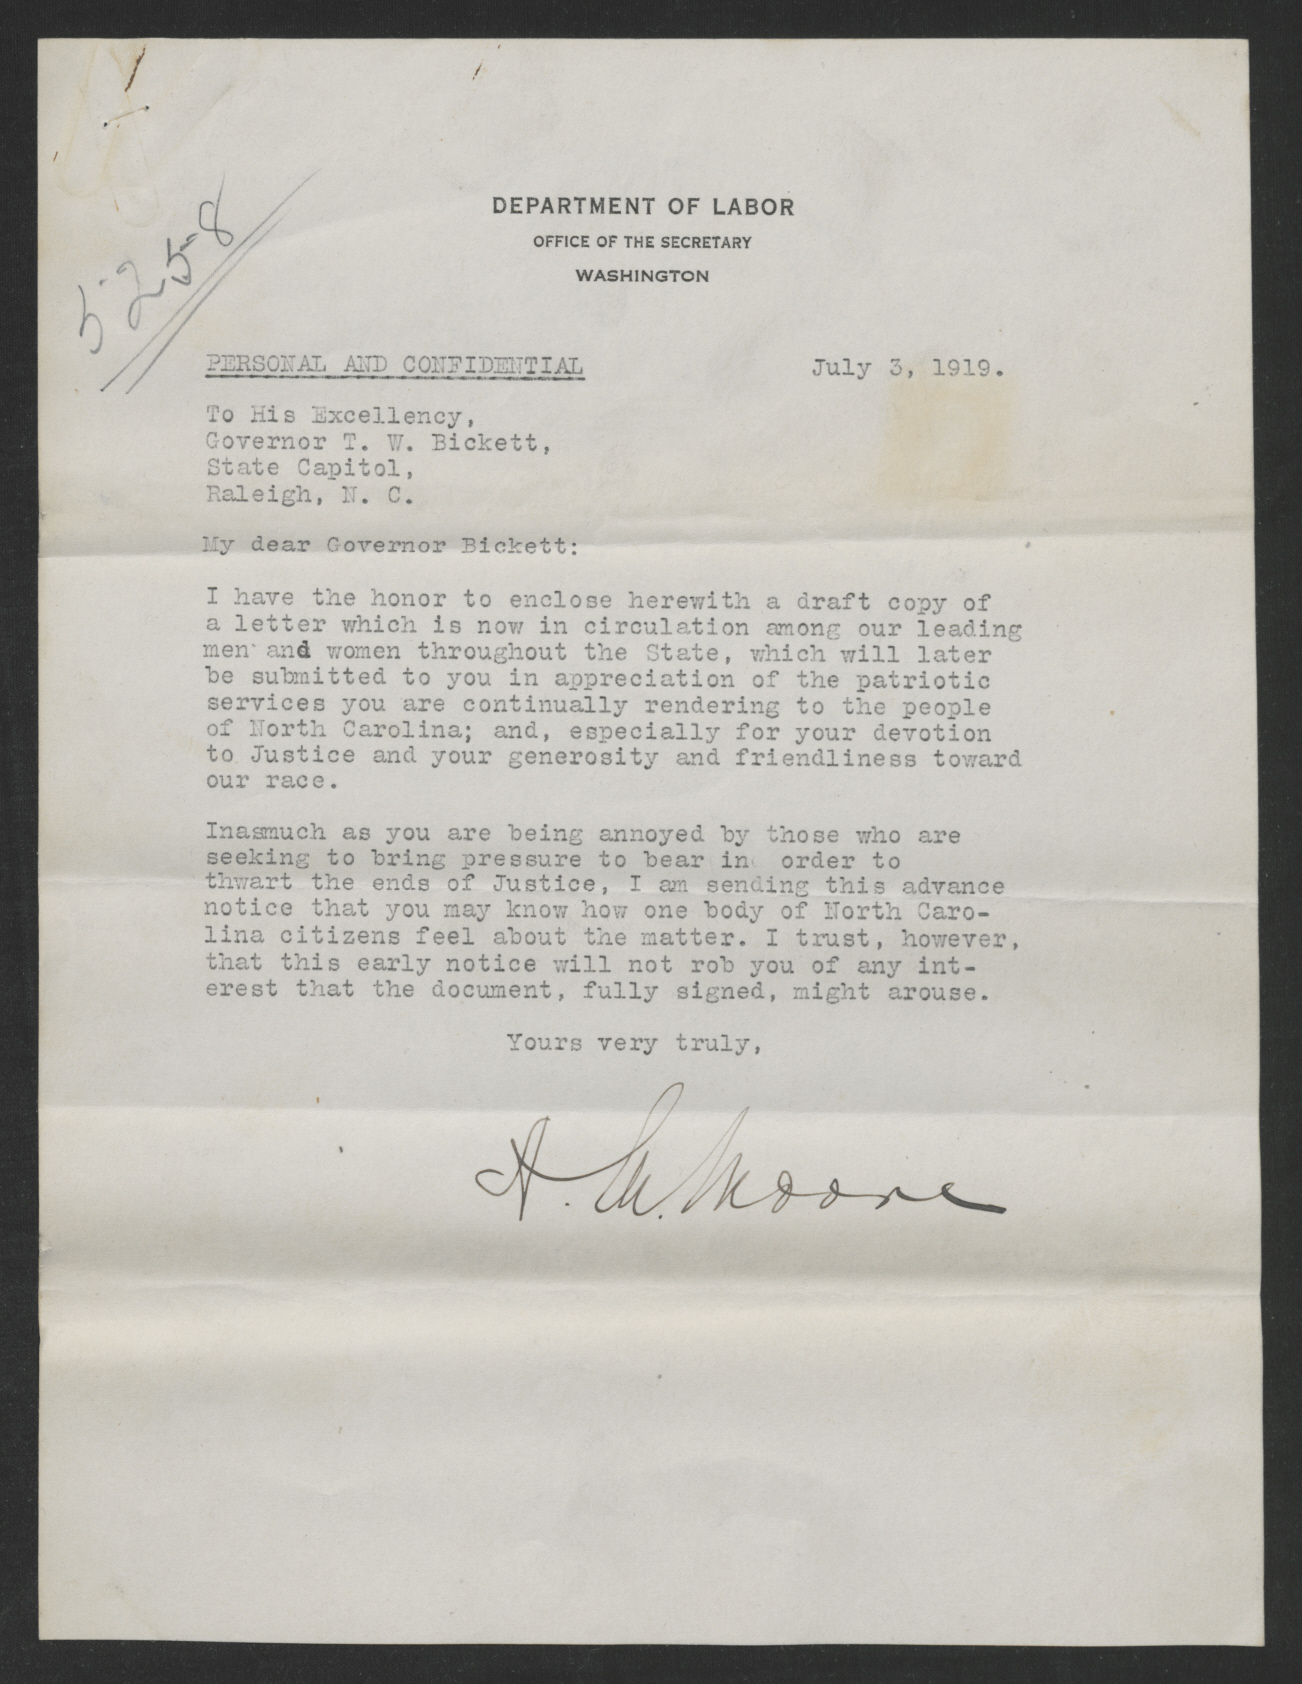 DEPARTMENT OF LABOR
OFFICE OF THE SECRETARY
WASHINGTON
5258
PERSONAL AND CONFIDENTIAL July 3, 1919.
To His Excellency,
Governor T. W. Bickett,
State Capitol,
Raleigh, N. C.
My dear Governor Bickett:
I have the honor to enclose herewith a draft copy of
a letter which is now in circulation among our leading
men and women throughout the State, which will later
be submitted to you in appreciation of the patriotic
services you are continually rendering to the people
of North Carolina; and, especially for your devotion
to Justice and your generosity and friendliness toward
our race.
Inasmuch as you are being annoyed by those who are
seeking to bring pressure to bear in order to
thwart the ends of Justice, I am sending this advance
notice that you may know how one body of North Caro-
lina citizens feel about the matter. I trust, however,
that this early notice will not rob you of any int-
erest that the document, fully signed, might arouse.
Yours very truly,
A. M. Moore